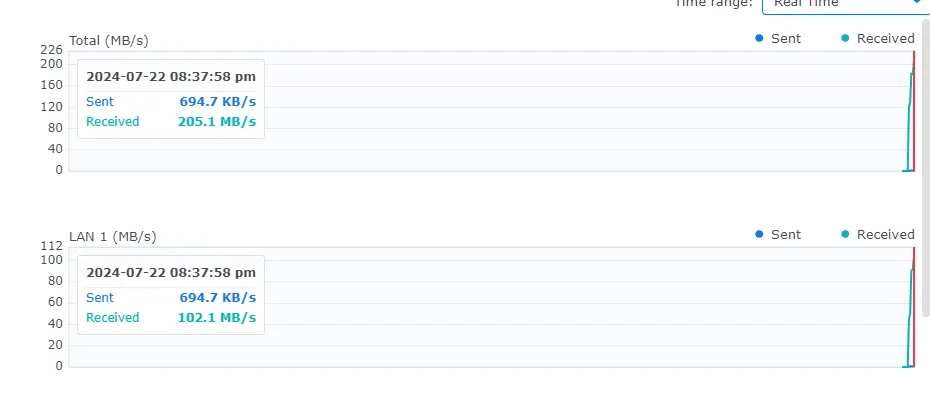 Time range: Real Time
Total (MB/s) Sent Received
226
200
160
120
80
40
0
2024-07-22 08:37:58 pm
Sent 694.7 KB/s
Received 205.1 MB/s
LAN 1 (MB/s) Sent Received
112
100
80
60
40
20
0
2024-07-22 08:37:58 pm
Sent 694.7 KB/s
Received 102.1 MB/s